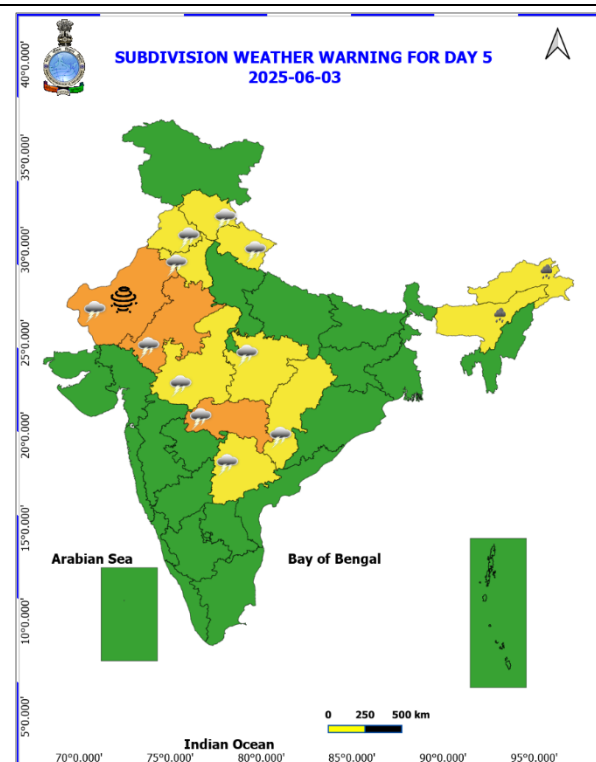 SUBDIVISION WEATHER WARNING FOR DAY 5
2025-06-03
40°0.000'
35°0.000'
30°0.000'
25°0.000'
20°0.000'
15°0.000'
10°0.000'
5°0.000'
Arabian Sea
Bay of Bengal
0 250 500 km
Indian Ocean
70°0.000' 75°0.000' 80°0.000' 85°0.000' 90°0.000' 95°0.000'